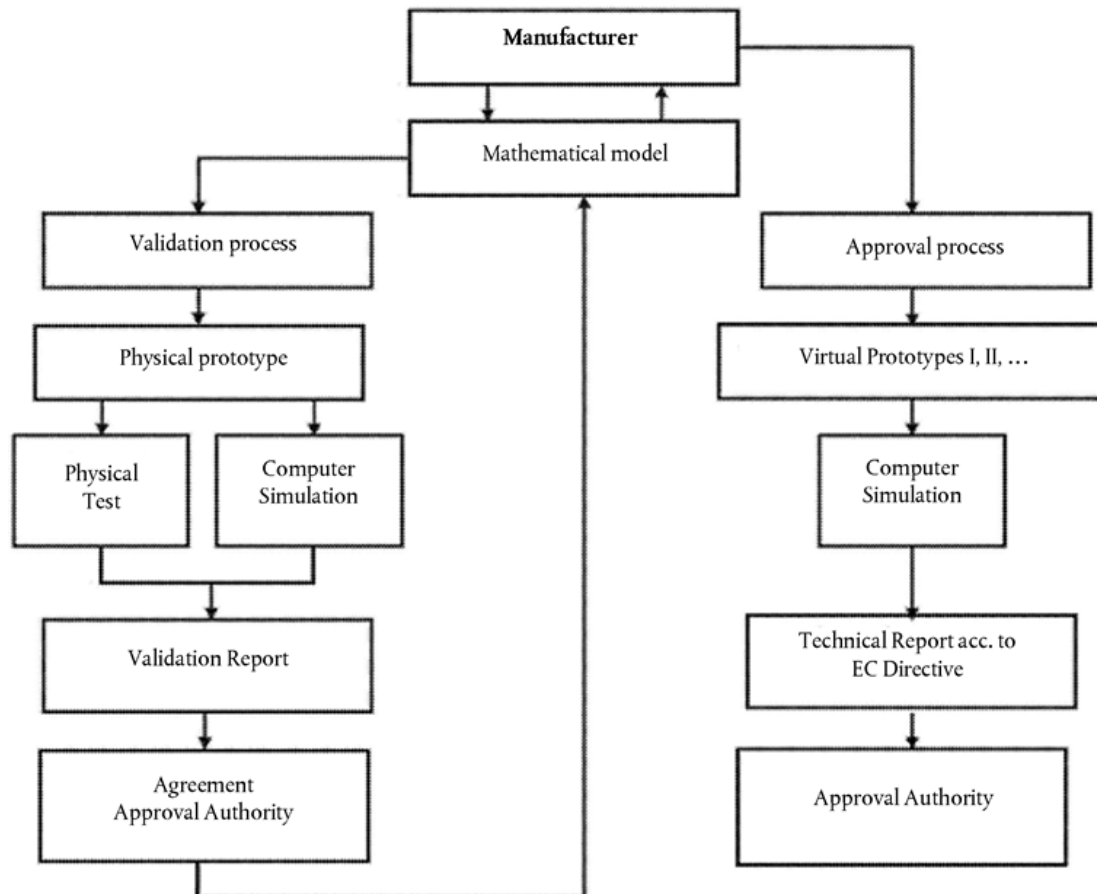 Manufacturer
Mathematical model
Validation process
Approval process
Physical prototype
Virtual Prototypes I, II, …
Physical
Test
Computer
Simulation
Computer
Simulation
Validation Report
Technical Report acc. to
EC Directive
Agreement
Approval Authority
Approval Authority